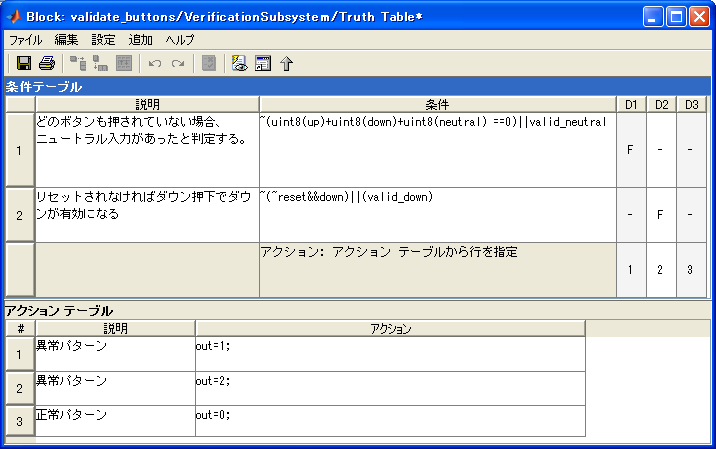 Block: validate_buttons/VerificationSubsystem/Truth Table*
ファイル 編集 設定 追加 ヘルプ
条件テーブル
説明 条件 D1 D2 D3
1 どのボタンも押されていない場合、 ~(uint8(up)+uint8(down)+uint8(neutral) ==0)||valid_neutral F - -
ニュートラル入力があったと判定する。
2 リセットされなければダウン押下でダウ ~(~reset&&down)||(valid_down) - F -
ンが有効になる
アクション: アクション テーブルから行を指定 1 2 3
アクション テーブル
# 説明 アクション
1 異常パターン out=1;
2 異常パターン out=2;
3 正常パターン out=0;